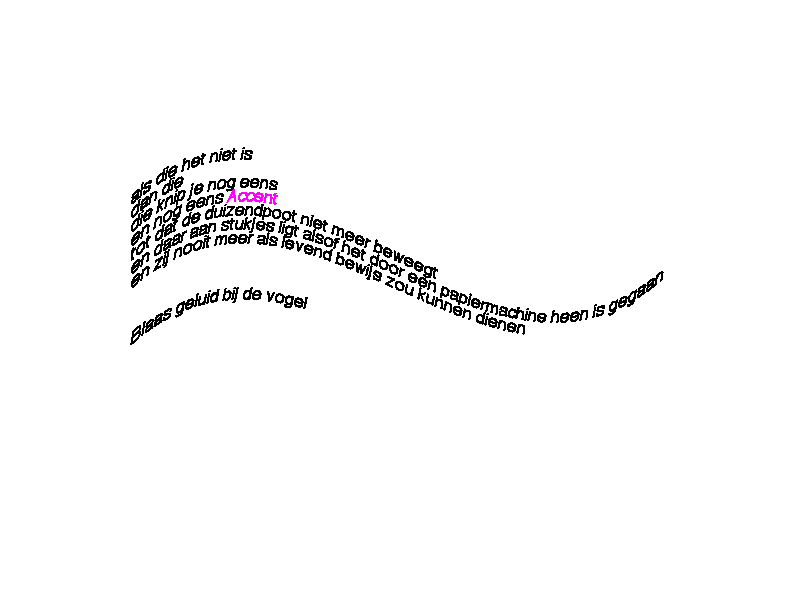 als die het niet is
dan die
die knip je nog eens
en nog eens Accent
tot dat de duizendpoot niet meer beweegt
en daar aan stukjes ligt alsof het door een papiermachine heen is gegaan
en zij nooit meer als levend bewijs zou kunnen dienen
Blaas geluid bij de vogel